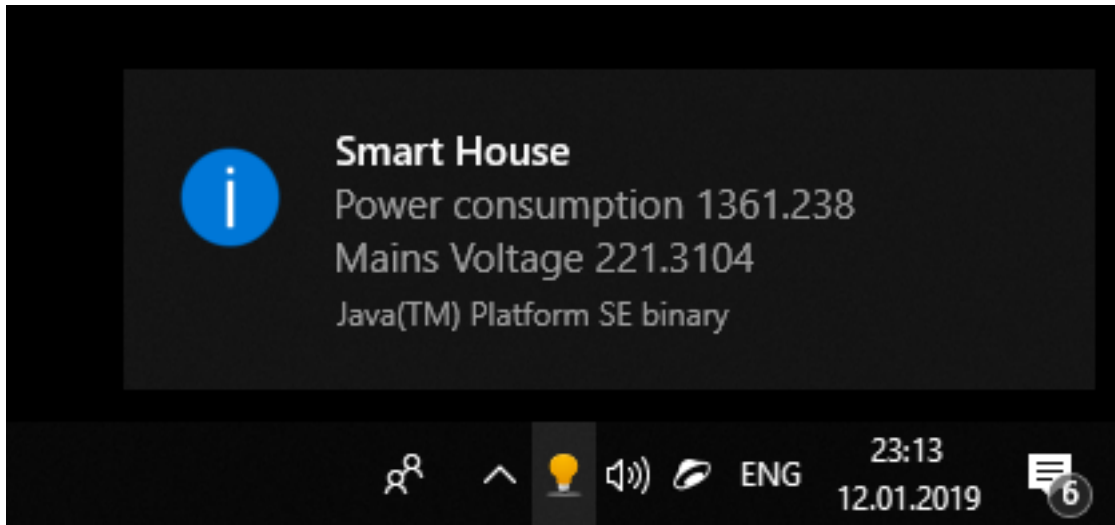 Smart House
Power consumption 1361.238
Mains Voltage 221.3104
Java(TM) Platform SE binary
ENG
23:13
12.01.2019
6